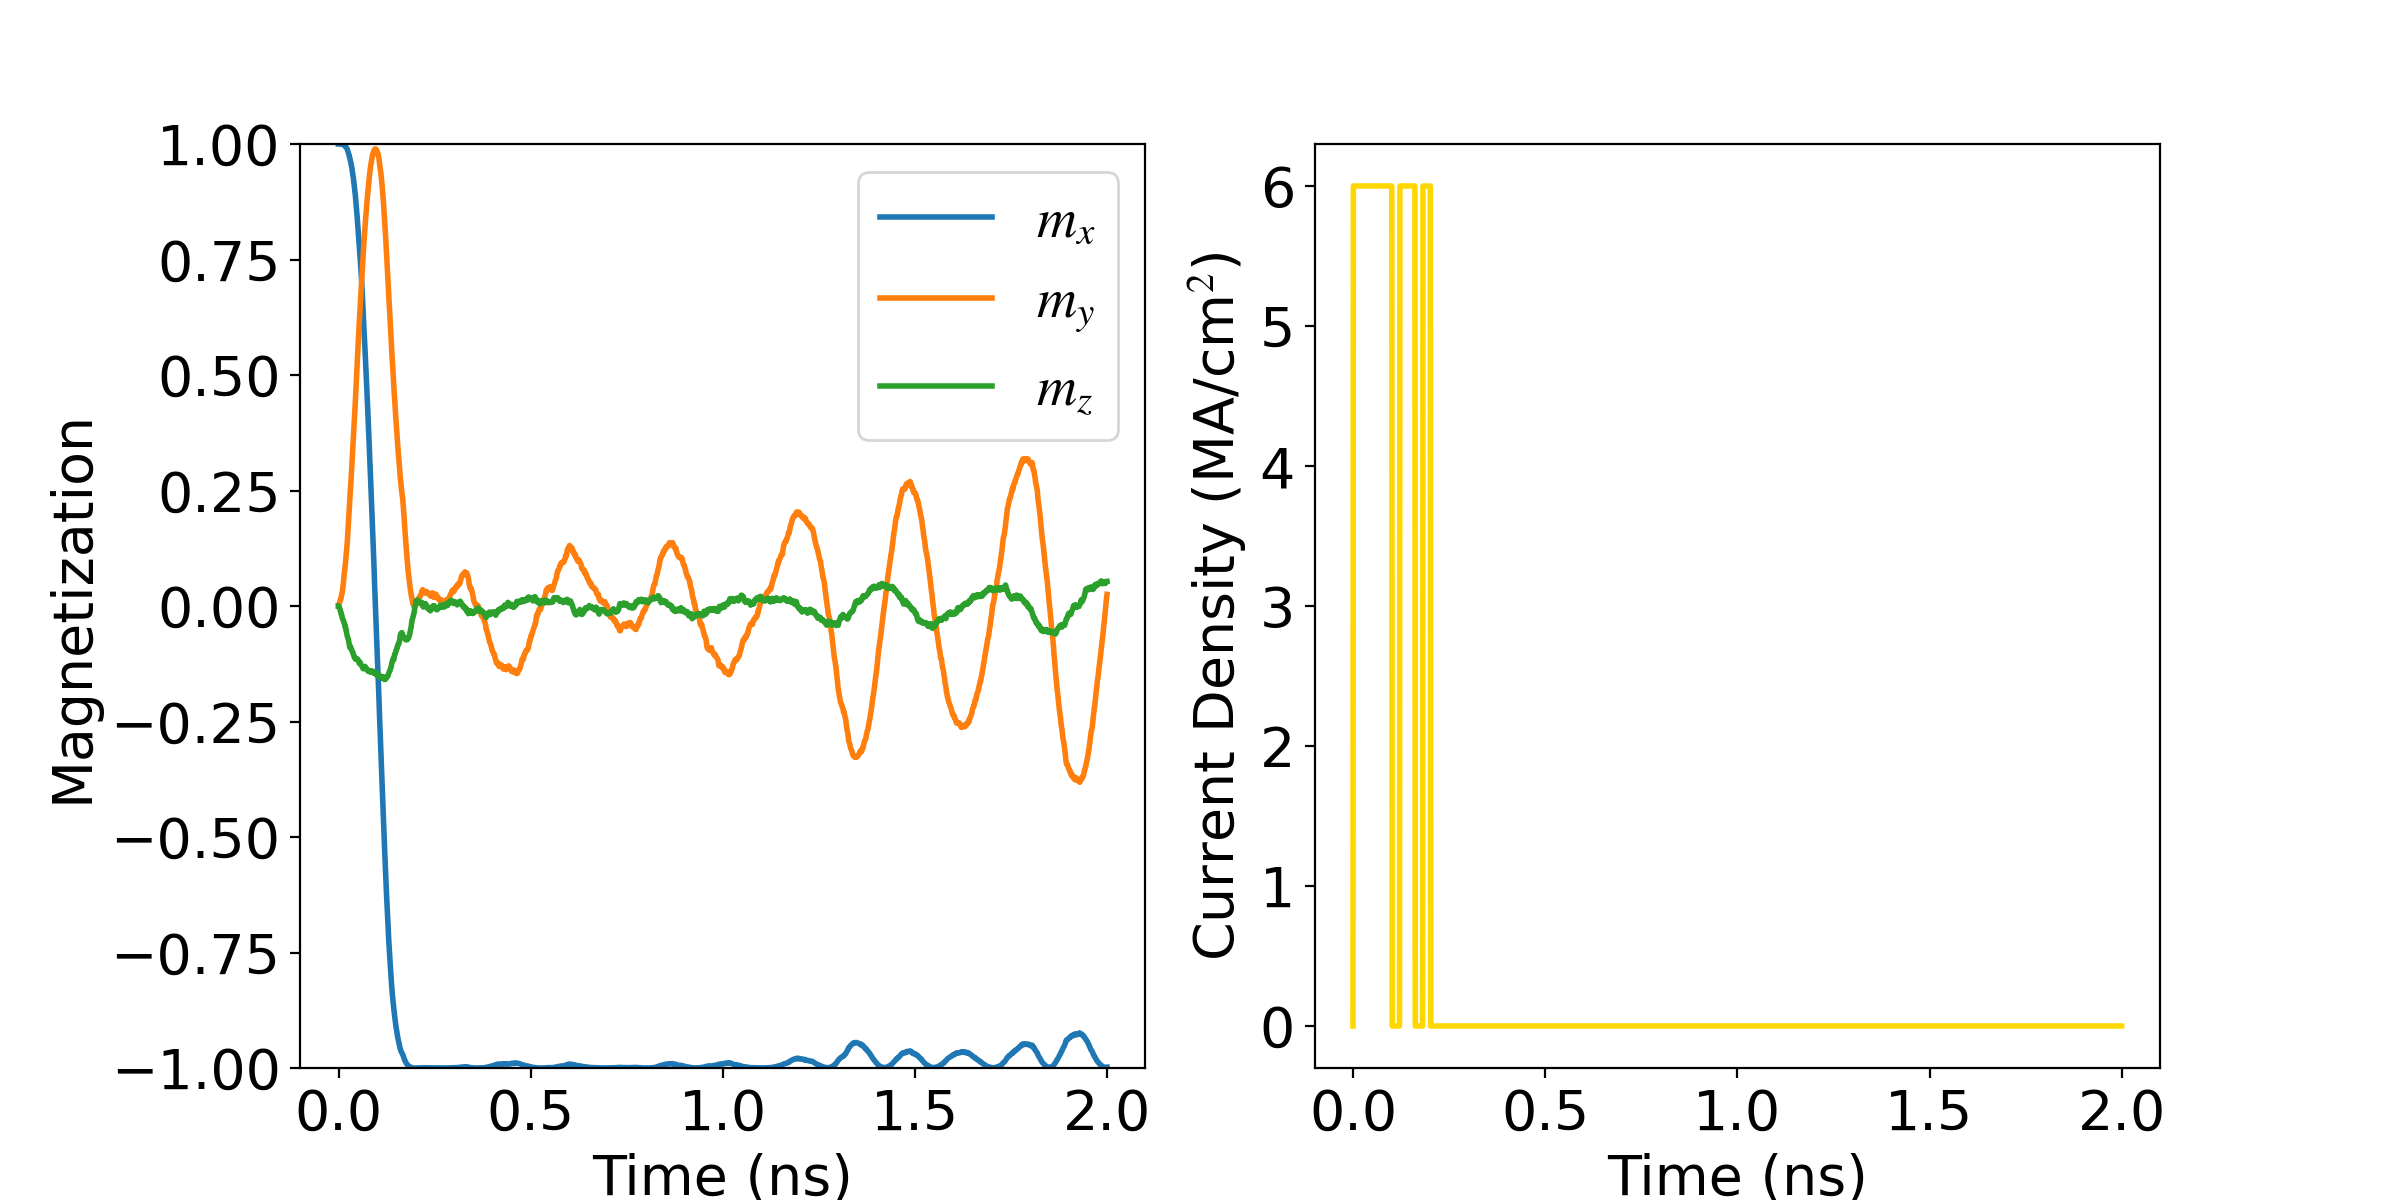 1.00
0.75
0.50
0.25
0.00
−0.25
−0.50
−0.75
−1.00
Magnetization
0.0 0.5 1.0 1.5 2.0
Time (ns)
m_x
m_y
m_z
6
5
4
3
2
1
0
Current Density (MA/cm²)
0.0 0.5 1.0 1.5 2.0
Time (ns)